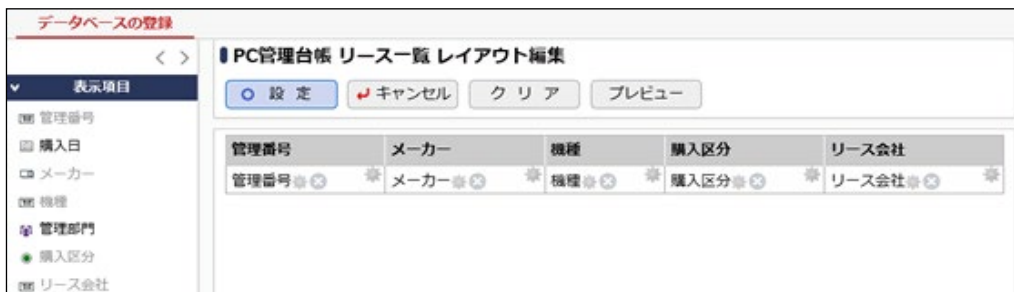 データベースの登録
< >
表示項目
管理番号
購入日
メーカー
機種
管理部門
購入区分
リース会社
PC管理台帳 リース一覧 レイアウト編集
設定 キャンセル クリア プレビュー
管理番号 メーカー 機種 購入区分 リース会社
管理番号 メーカー 機種 購入区分 リース会社